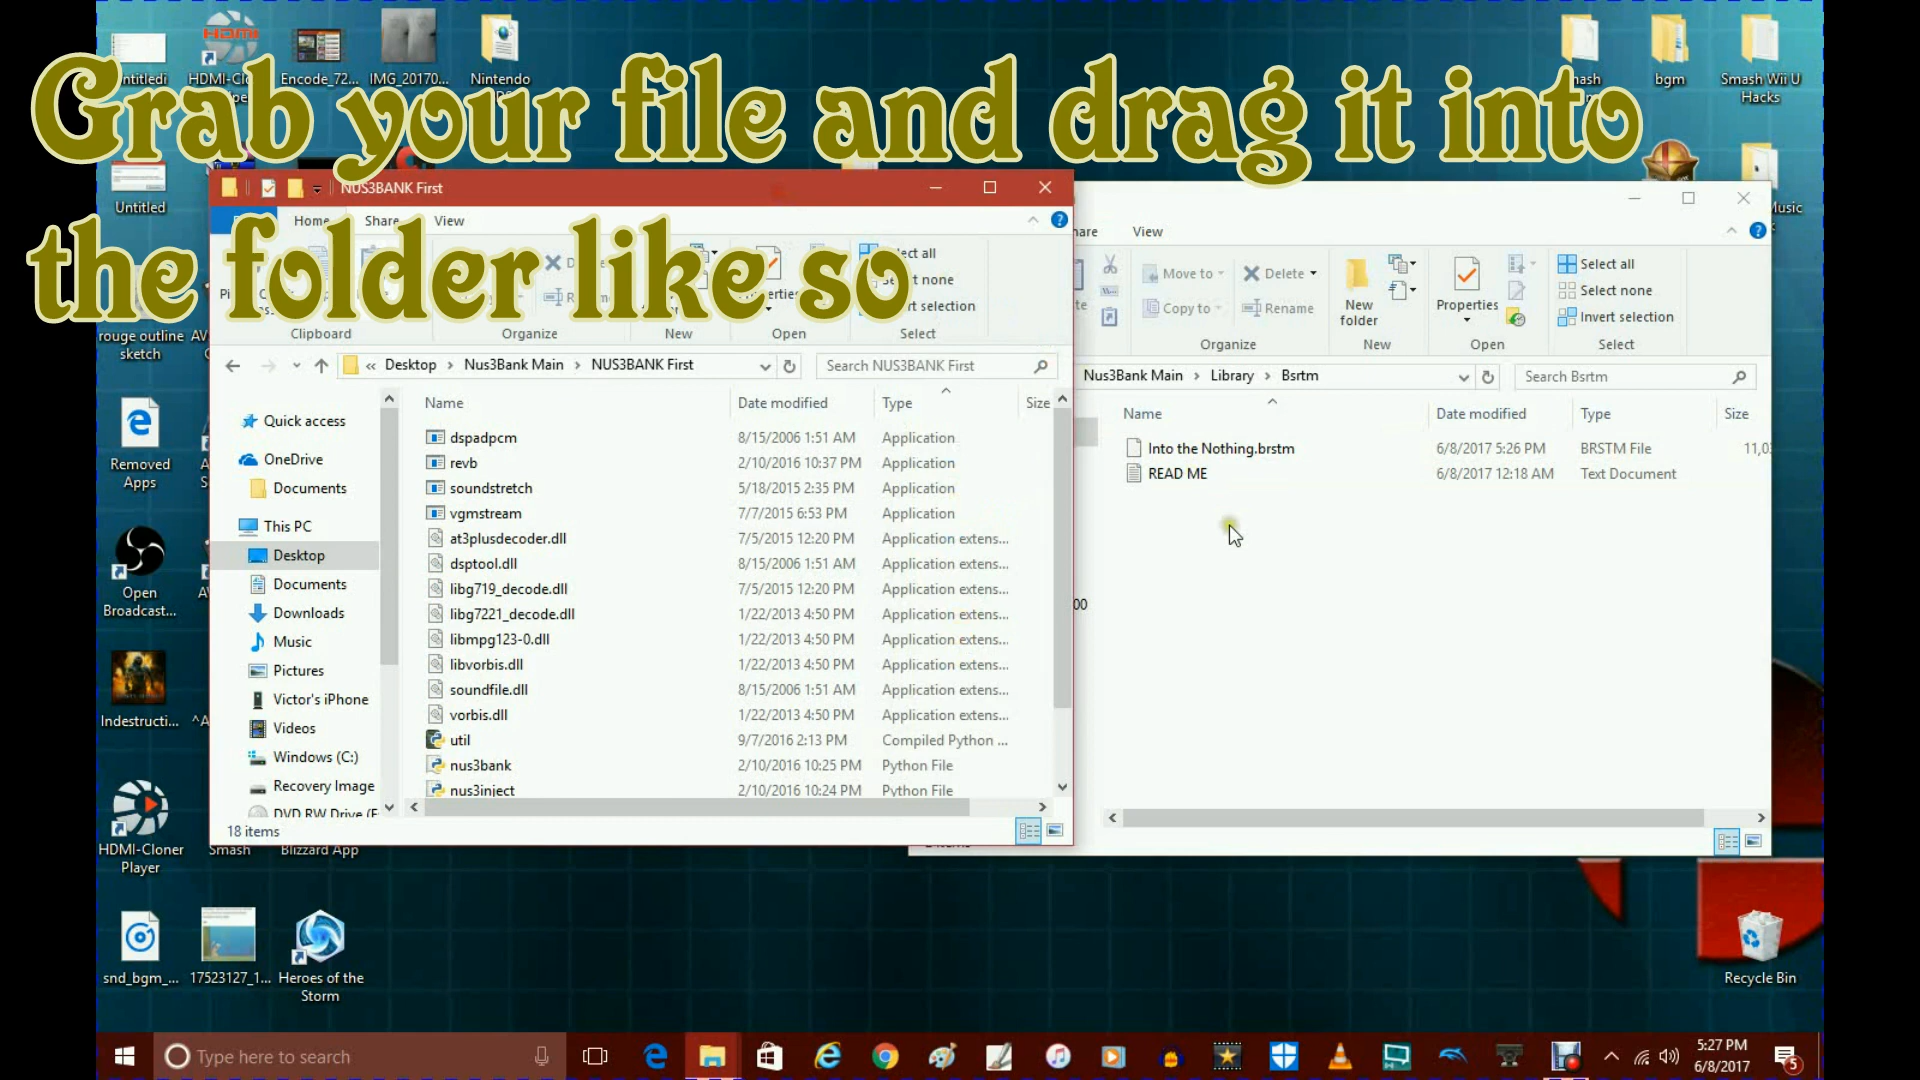 Grab your file and drag it into
the folder like so
HDMI
Encode_72...
IMG_20170...
Nintendo
bgm
Smash Wii U
Hacks
Untitled
NUS3BANK First
Home
Share
View
Clipboard
Organize
New
Open
Select
Desktop
Nus3Bank Main
NUS3BANK First
Search NUS3BANK First
Name
Date modified
Type
Size
Quick access
OneDrive
Documents
This PC
Desktop
Documents
Downloads
Music
Pictures
Victor's iPhone
Videos
Windows (C:)
Recovery Image
DVD RW Drive (F
dspadpcm 8/15/2006 1:51 AM Application
revb 2/10/2016 10:37 PM Application
soundstretch 5/18/2015 2:35 PM Application
vgmstream 7/7/2015 6:53 PM Application
at3plusdecoder.dll 7/5/2015 12:20 PM Application extens...
dsptool.dll 8/15/2006 1:51 AM Application extens...
libg719_decode.dll 7/5/2015 12:20 PM Application extens...
libg7221_decode.dll 1/22/2013 4:50 PM Application extens...
libmpg123-0.dll 1/22/2013 4:50 PM Application extens...
libvorbis.dll 1/22/2013 4:50 PM Application extens...
soundfile.dll 8/15/2006 1:51 AM Application extens...
vorbis.dll 1/22/2013 4:50 PM Application extens...
util 9/7/2016 2:13 PM Compiled Python ...
nus3bank 2/10/2016 10:25 PM Python File
nus3inject 2/10/2016 10:24 PM Python File
18 items
View
Move to
Copy to
Delete
Rename
New
folder
Properties
Select all
Select none
Invert selection
Organize
New
Open
Select
Nus3Bank Main
Library
Bsrtm
Search Bsrtm
Name
Date modified
Type
Size
Into the Nothing.brstm 6/8/2017 5:26 PM BRSTM File 11,0
READ ME 6/8/2017 12:18 AM Text Document
rouge outline
sketch
Removed
Apps
Open
Broadcast...
Indestructi...
HDMI-Cloner
Player
Smash
Blizzard App
snd_bgm_...
17523127_1...
Heroes of the
Storm
Recycle Bin
Type here to search
5:27 PM
6/8/2017
5